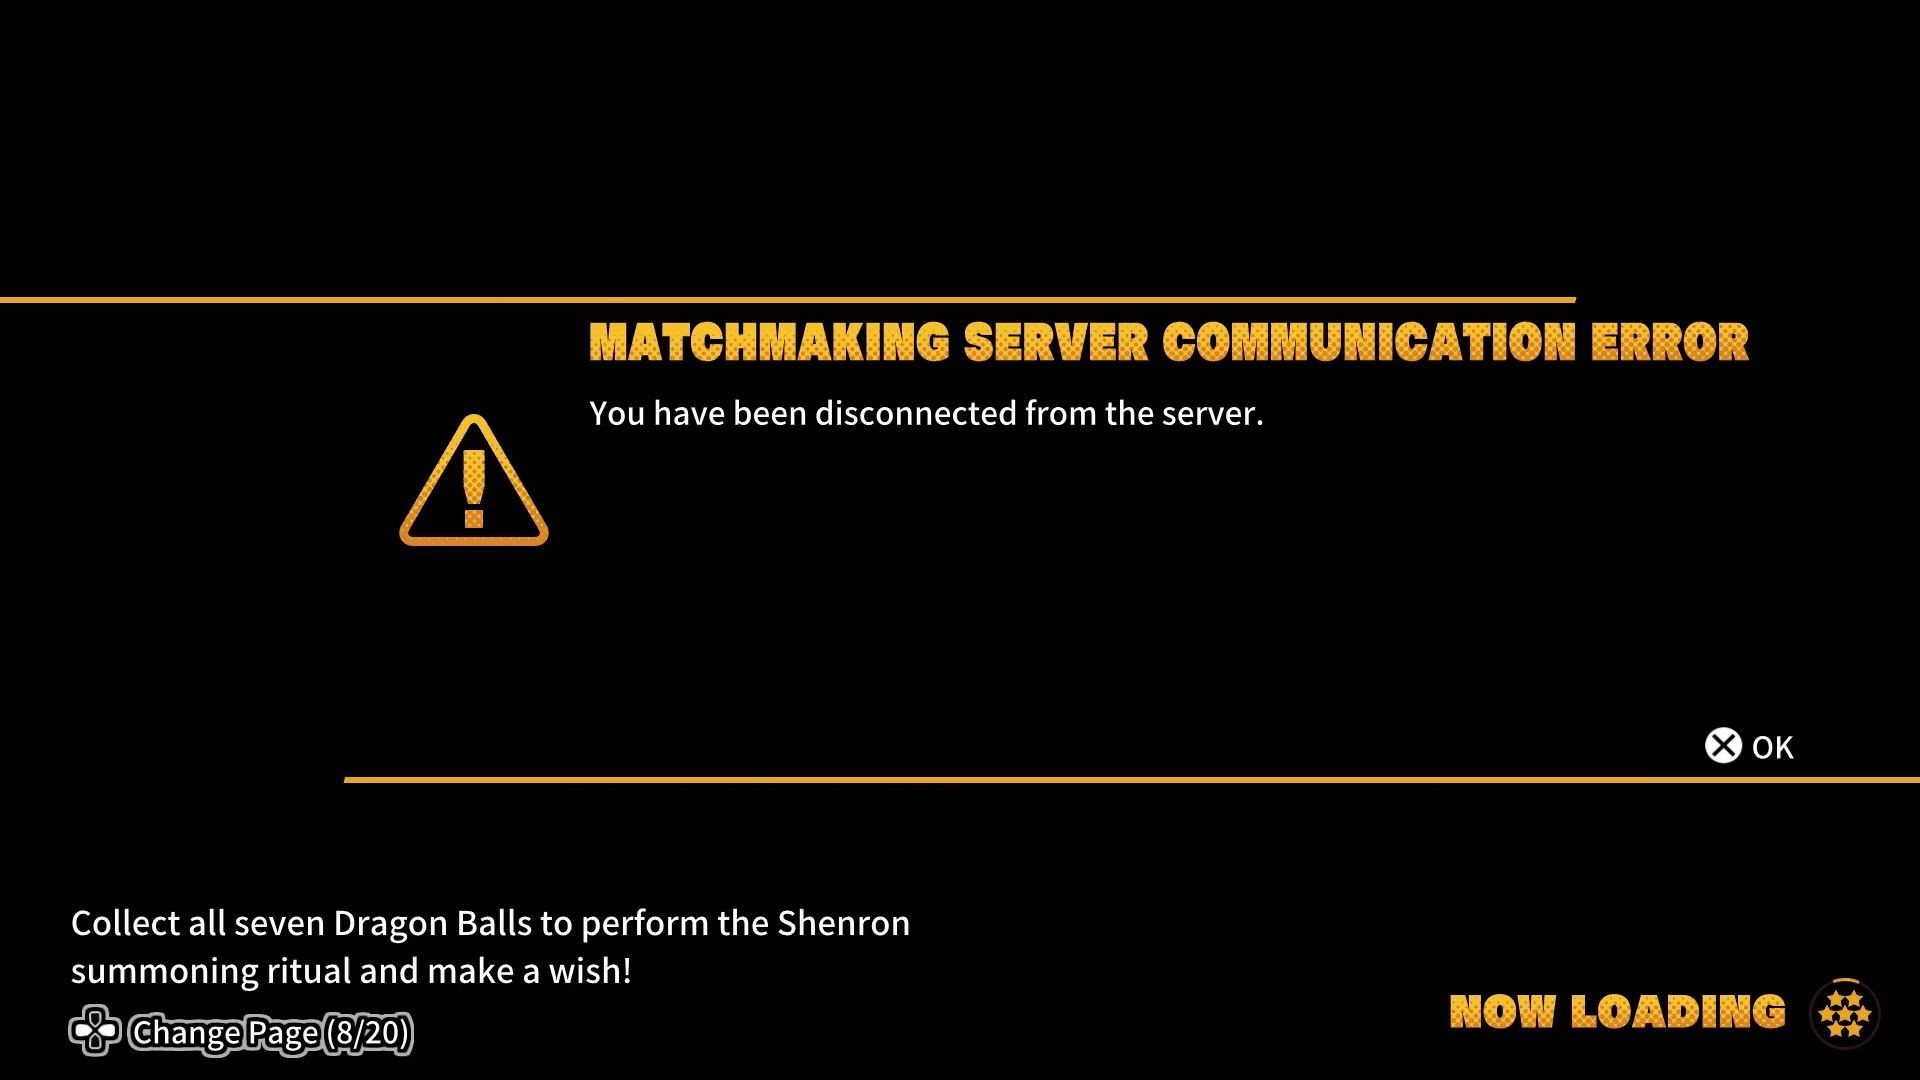 MATCHMAKING SERVER COMMUNICATION ERROR
You have been disconnected from the server.
OK
Collect all seven Dragon Balls to perform the Shenron
summoning ritual and make a wish!
Change Page (8/20)
NOW LOADING